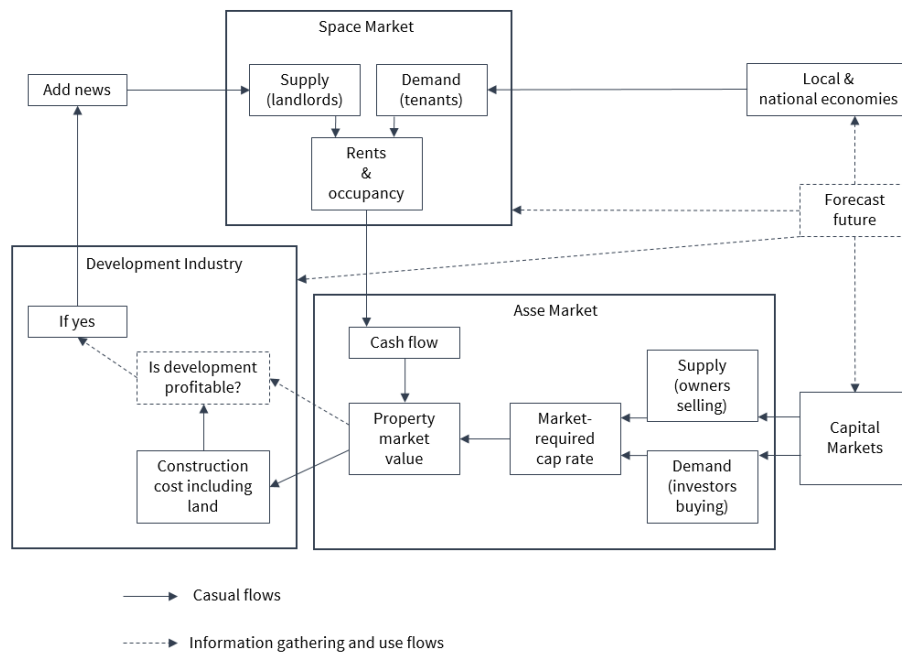 Space Market
Add news
Supply
(landlords)
Demand
(tenants)
Local &
national economies
Rents
&
occupancy
Forecast
future
Development Industry
If yes
Is development
profitable?
Construction
cost including
land
Asse Market
Cash flow
Property
market
value
Market-
required
cap rate
Supply
(owners
selling)
Demand
(investors
buying)
Capital
Markets
Casual flows
Information gathering and use flows